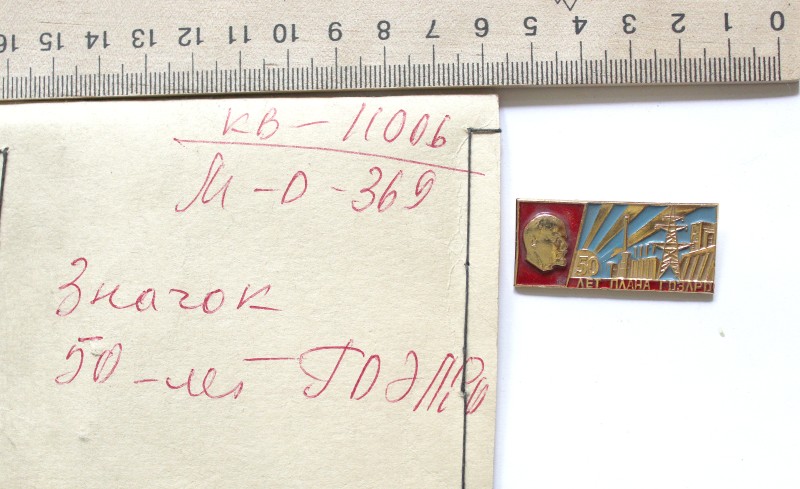 16 15 14 13 12 11 10 9 8 7 6 5 4 3 2 1 0
КВ - 11006
М - О - 369
Значок
50 - лет ГОЭЛРО
50
ЛЕТ ПЛАНА ГОЭЛРО